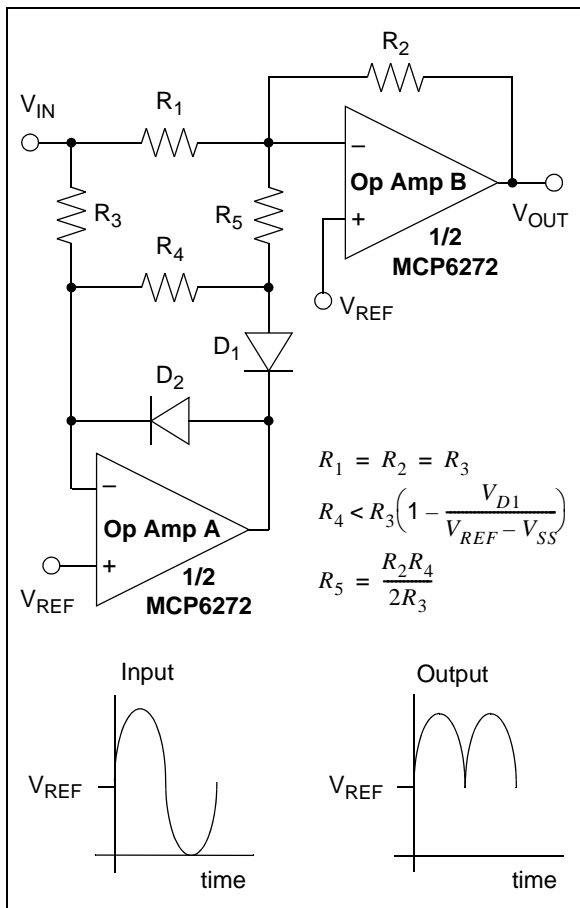 R2
VIN
R1
R3
R5
Op Amp B
VOUT
R4
1/2
MCP6272
VREF
D1
D2
R1 = R2 = R3
R4 < R3(1 − VD1/(VREF − VSS))
R5 = R2R4/2R3
Op Amp A
VREF
1/2
MCP6272
Input
Output
VREF
VREF
time
time